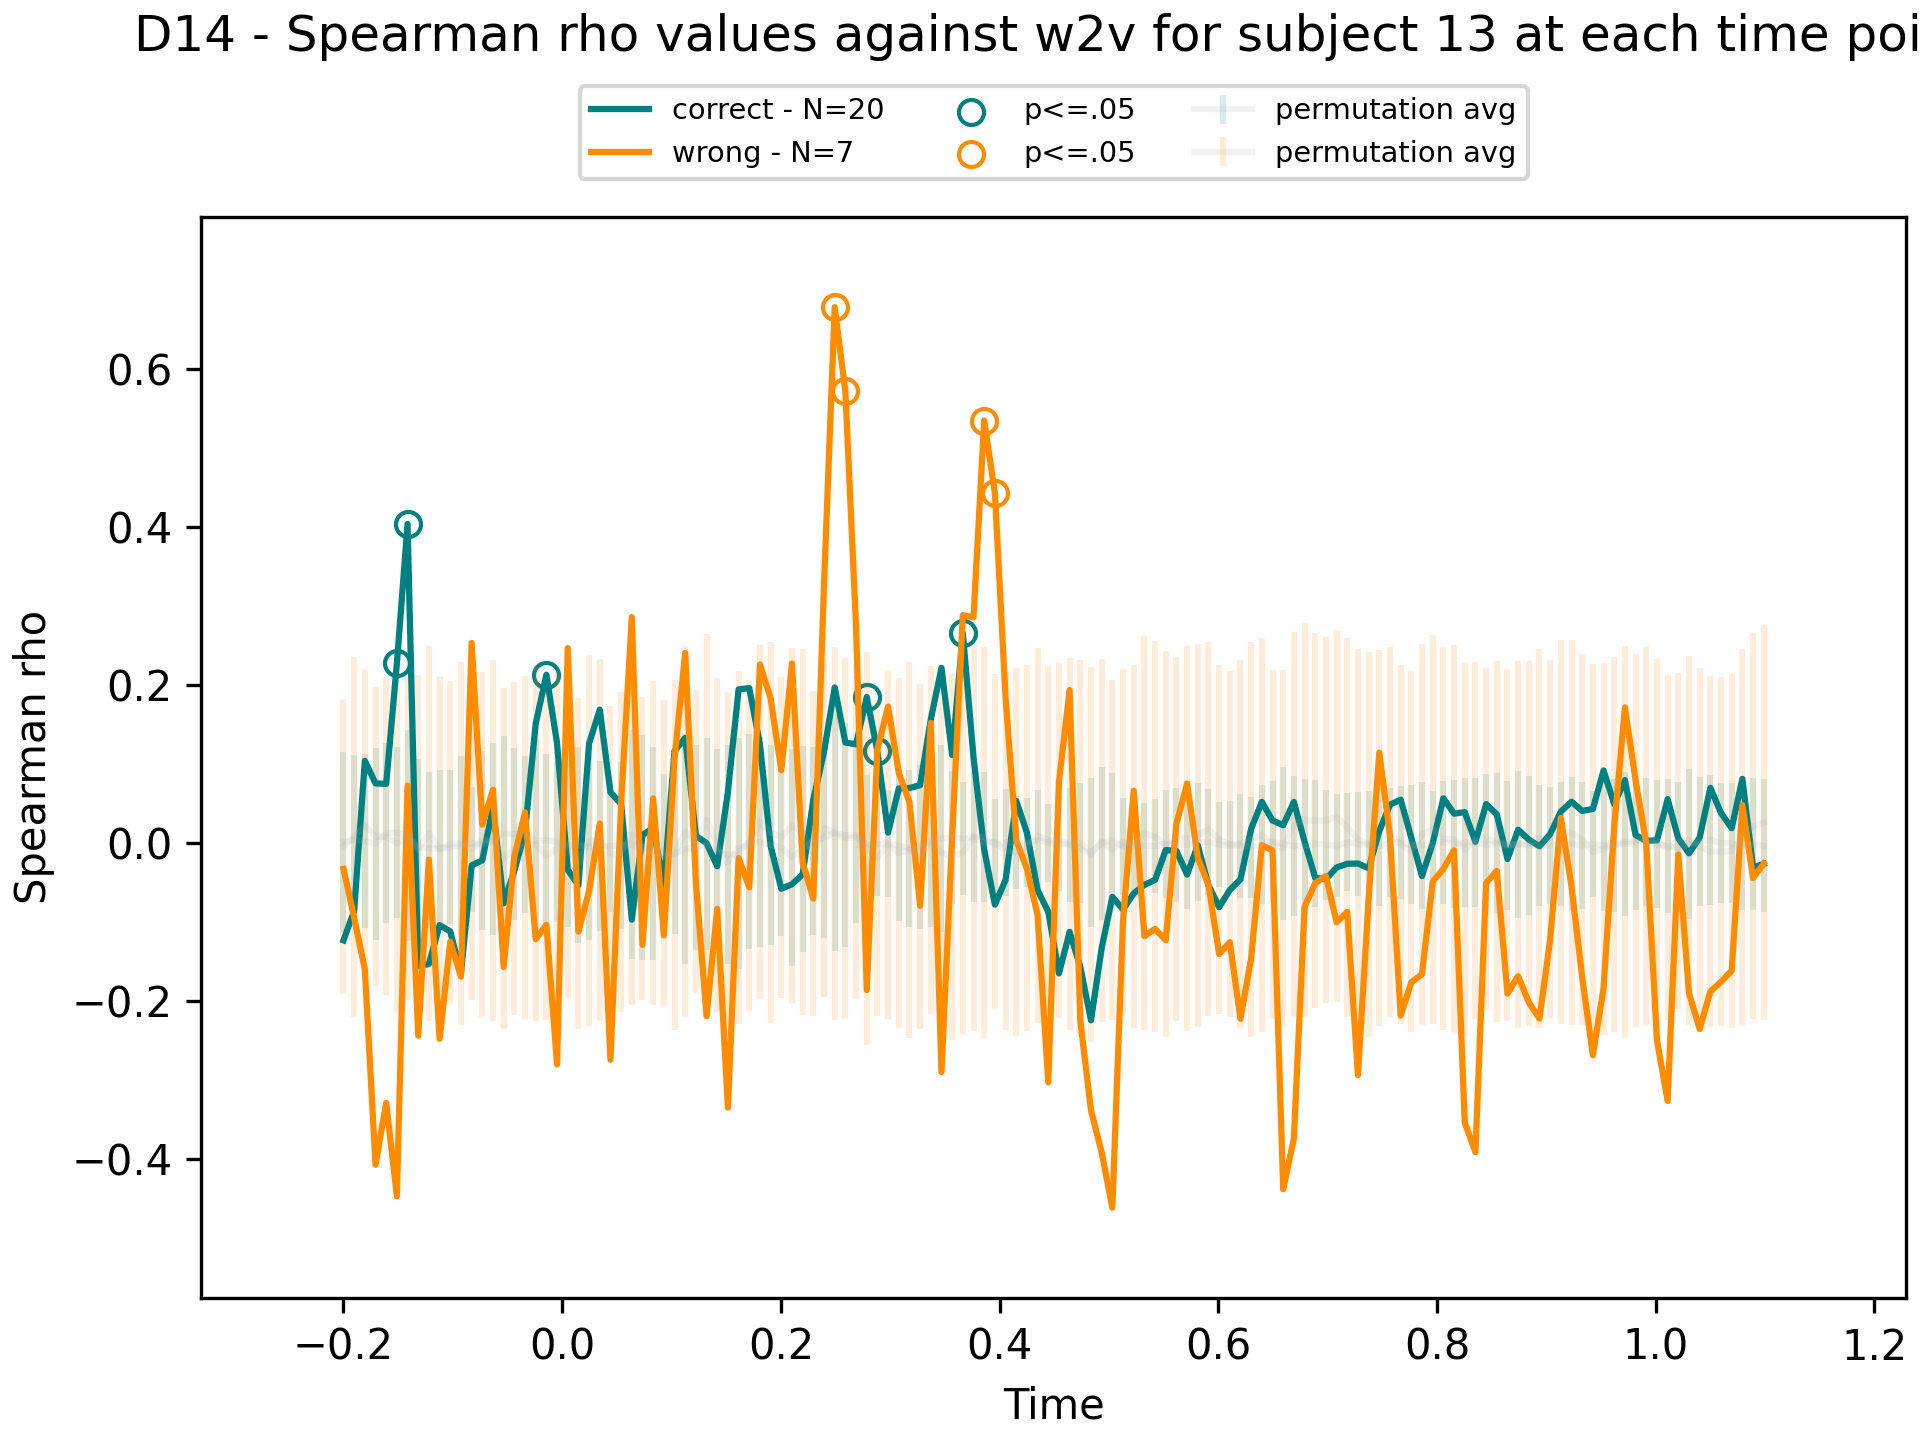 D14 - Spearman rho values against w2v for subject 13 at each time poi
correct - N=20
wrong - N=7
p<=.05
p<=.05
permutation avg
permutation avg
Spearman rho
0.6
0.4
0.2
0.0
−0.2
−0.4
−0.2 0.0 0.2 0.4 0.6 0.8 1.0 1.2
Time